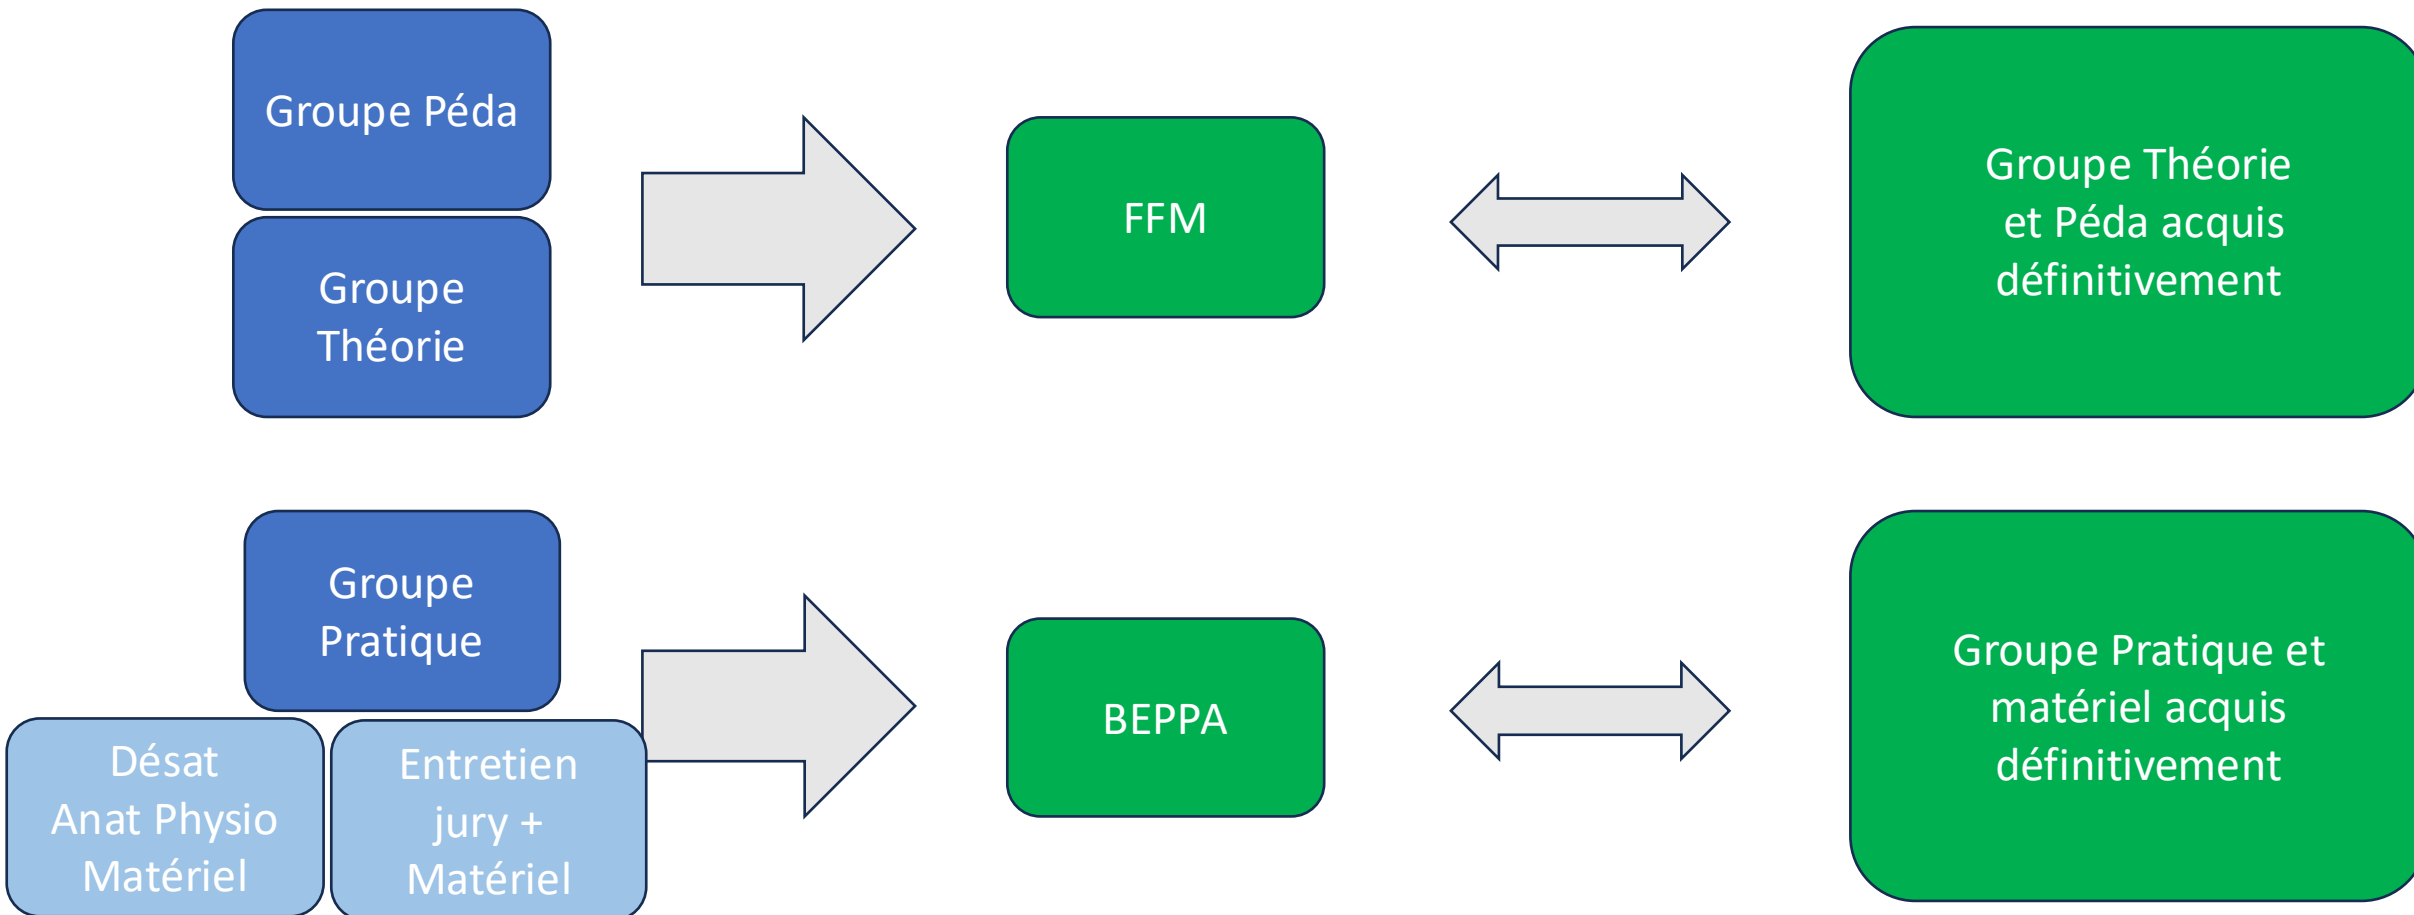 Groupe Péda
Groupe
Théorie
FFM
Groupe Théorie
et Péda acquis
définitivement
Groupe
Pratique
Désat
Anat Physio
Matériel
Entretien
jury +
Matériel
BEPPA
Groupe Pratique et
matériel acquis
définitivement